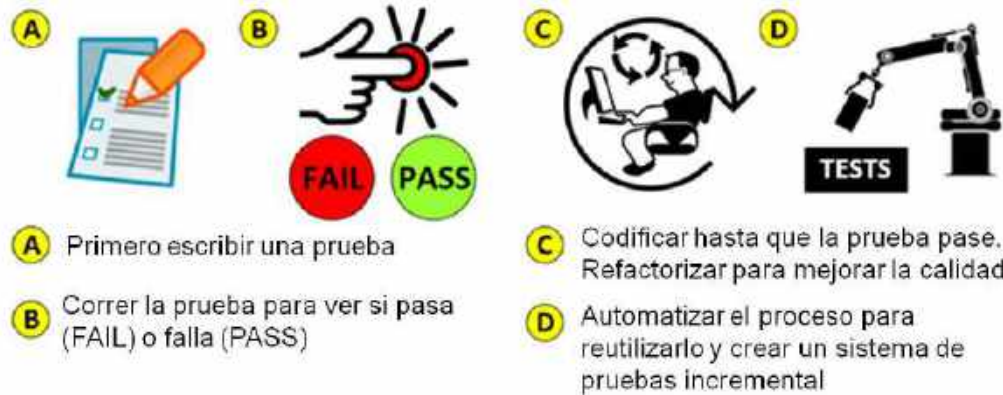 A
B
FAIL
PASS
C
D
TESTS
A Primero escribir una prueba
B Correr la prueba para ver si pasa
(FAIL) o falla (PASS)
C Codificar hasta que la prueba pase.
Refactorizar para mejorar la calidad
D Automatizar el proceso para
reutilizarlo y crear un sistema de
pruebas incremental